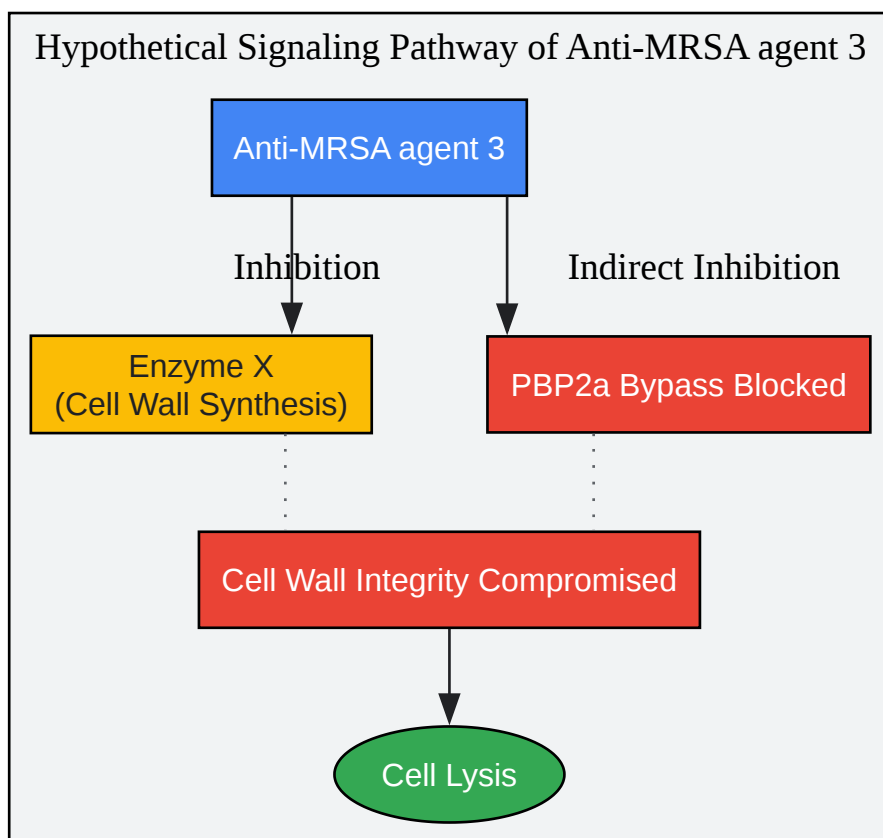 Hypothetical Signaling Pathway of Anti-MRSA agent 3
Anti-MRSA agent 3
Inhibition
Indirect Inhibition
Enzyme X
(Cell Wall Synthesis)
PBP2a Bypass Blocked
Cell Wall Integrity Compromised
Cell Lysis